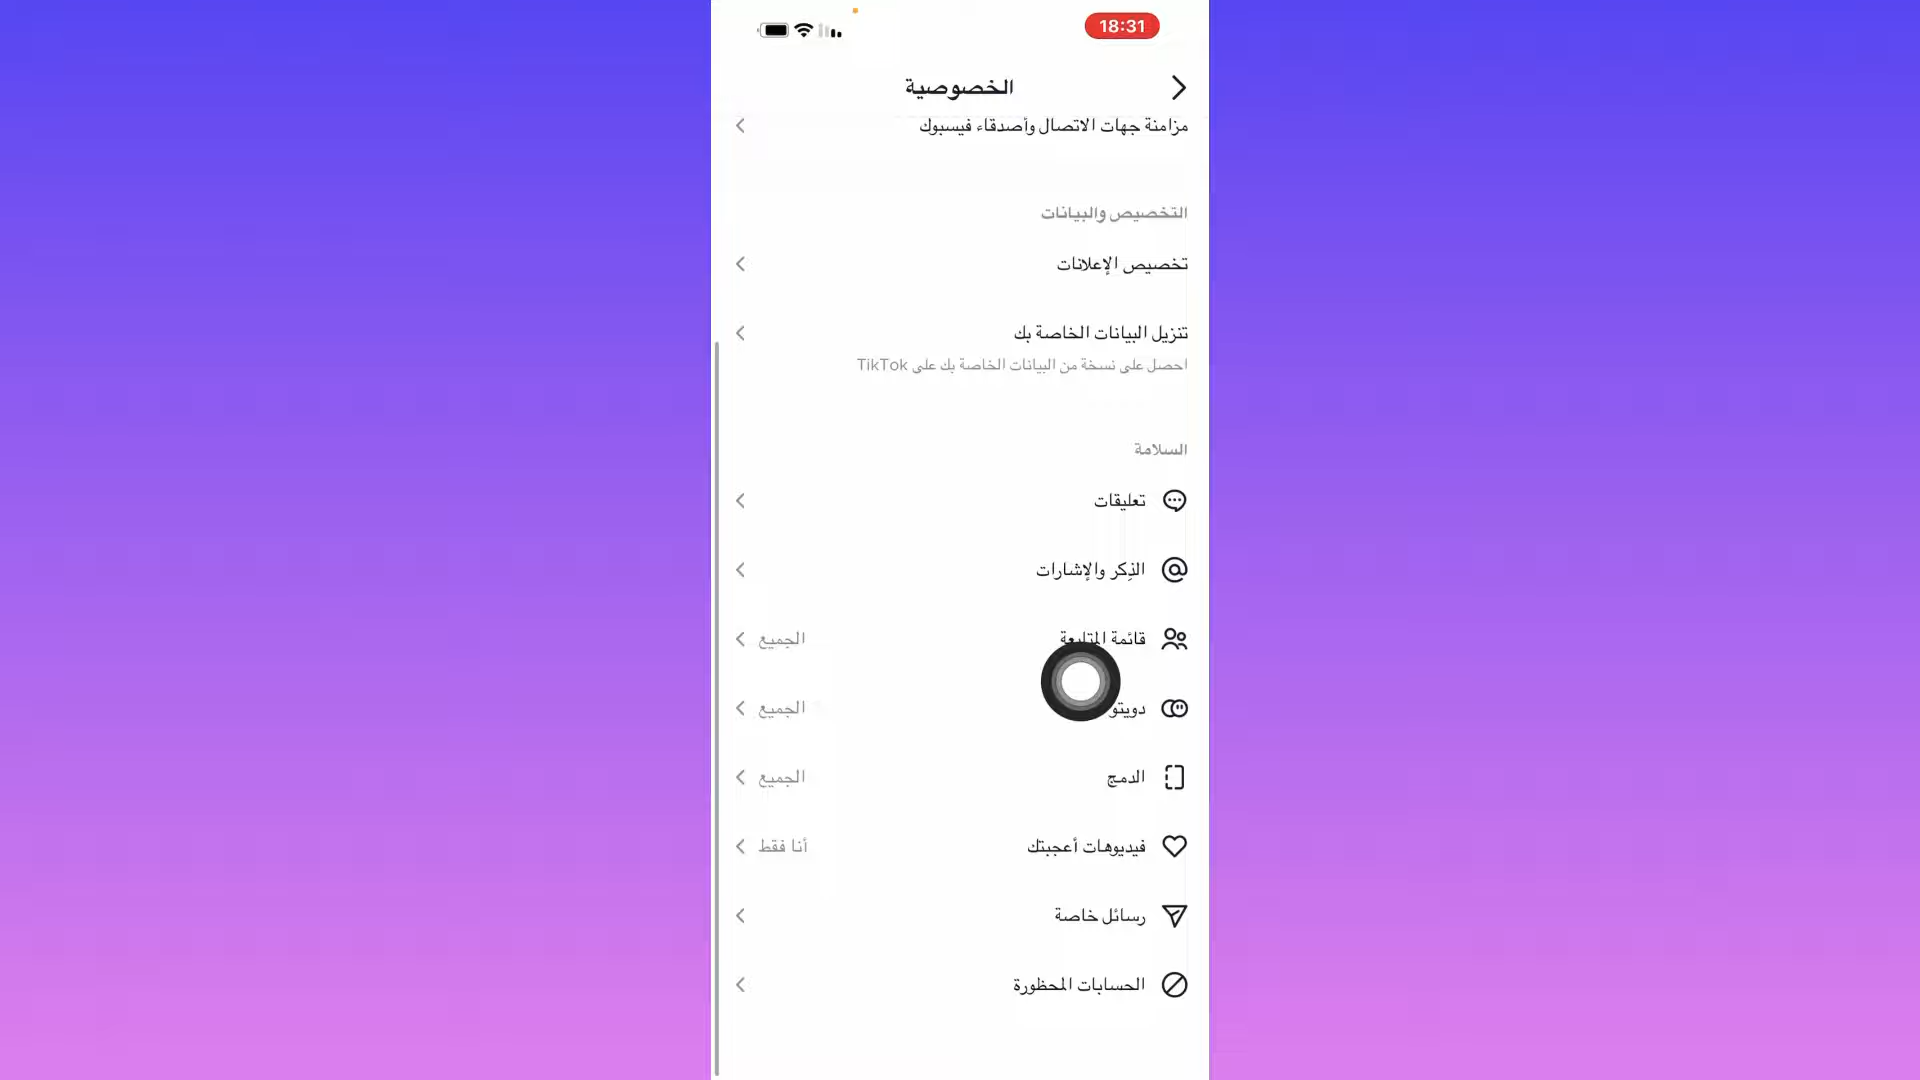 18:31
الخصوصية
مزامنة جهات الاتصال وأصدقاء فيسبوك
التخصيص والبيانات
تخصيص الإعلانات
تنزيل البيانات الخاصة بك
احصل على نسخة من البيانات الخاصة بك على TikTok
السلامة
تعليقات
الذِكر والإشارات
قائمة المتابعة الجميع
دويتو الجميع
الدمج الجميع
فيديوهات أعجبتك أنا فقط
رسائل خاصة
الحسابات المحظورة